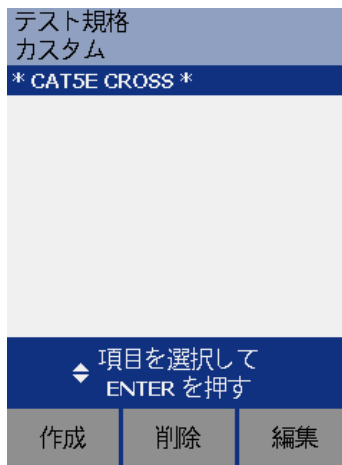 テスト規格
カスタム
* CAT5E CROSS *
項目を選択して
ENTER を押す
作成 削除 編集